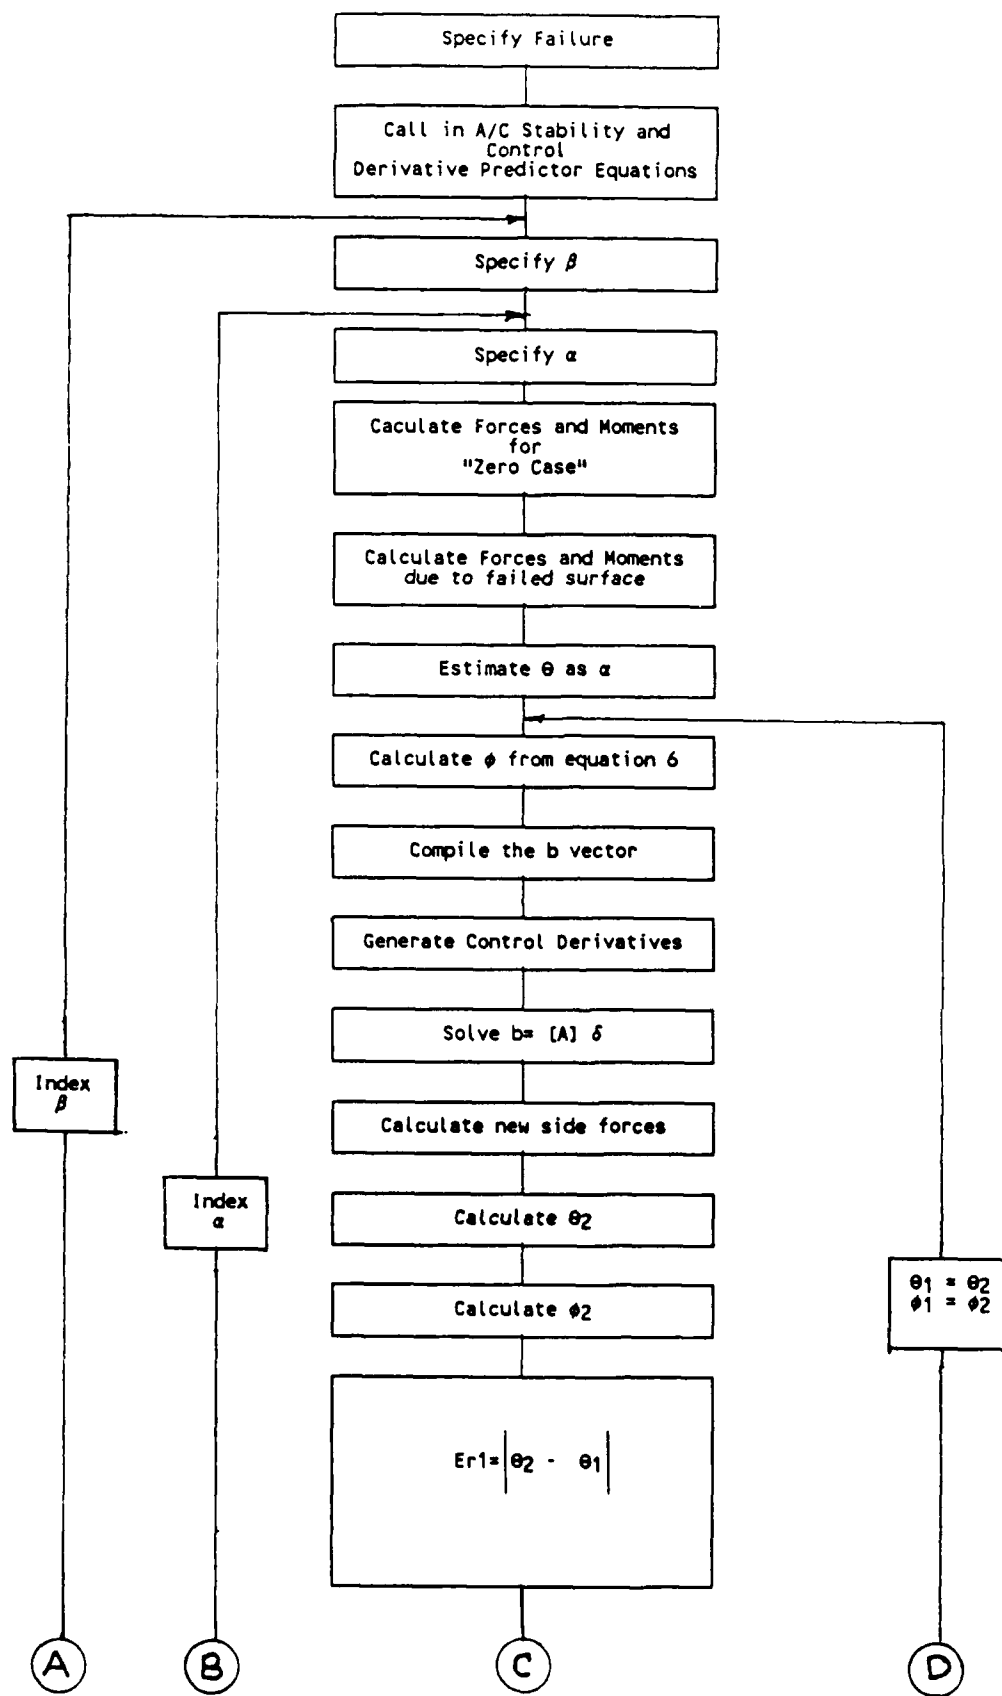 Specify Failure
Call in A/C Stability and
Control
Derivative Predictor Equations
Specify β
Specify α
Caculate Forces and Moments
for
"Zero Case"
Calculate Forces and Moments
due to failed surface
Estimate θ as α
Calculate ϕ from equation 6
Compile the b vector
Generate Control Derivatives
Solve b= [A] δ
Index
β
Calculate new side forces
Index
α
Calculate θ2
θ1 = θ2
ϕ1 = ϕ2
Calculate ϕ2
Er1=|θ2 - θ1|
A
B
C
D